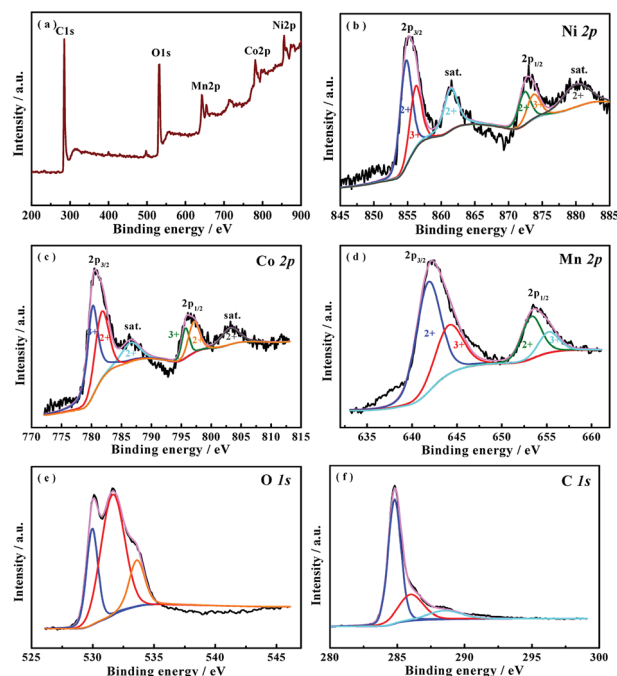 ( a )
C1s
O1s
Mn2p
Co2p
Ni2p
Intensity / a.u.
200 300 400 500 600 700 800 900
Binding energy / eV
( b )
Ni 2p
2p3/2
sat.
2p1/2
sat.
2+
3+
2+
2+
3+
2+
Intensity / a.u.
845 850 855 860 865 870 875 880 885
Binding energy / eV
( c )
Co 2p
2p3/2
sat.
2p1/2
sat.
3+
2+
2+
3+
2+
2+
Intensity / a.u.
770 775 780 785 790 795 800 805 810 815
Binding energy / eV
( d )
Mn 2p
2p3/2
2p1/2
2+
3+
2+
3+
Intensity / a.u.
635 640 645 650 655 660
Binding energy / eV
( e )
O 1s
Intensity / a.u.
525 530 535 540 545
Binding energy / eV
( f )
C 1s
Intensity / a.u.
280 285 290 295 300
Binding energy / eV